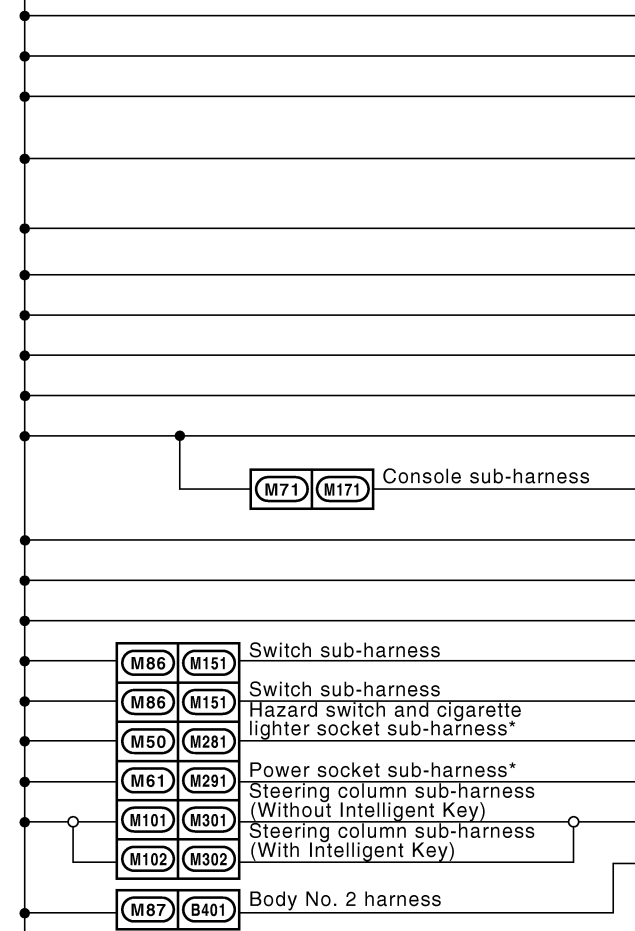 Console sub-harness
M71 M171
Switch sub-harness
M86 M151
Switch sub-harness
M86 M151
Hazard switch and cigarette
lighter socket sub-harness*
M50 M281
Power socket sub-harness*
M61 M291
Steering column sub-harness
(Without Intelligent Key)
M101 M301
Steering column sub-harness
(With Intelligent Key)
M102 M302
Body No. 2 harness
M87 B401